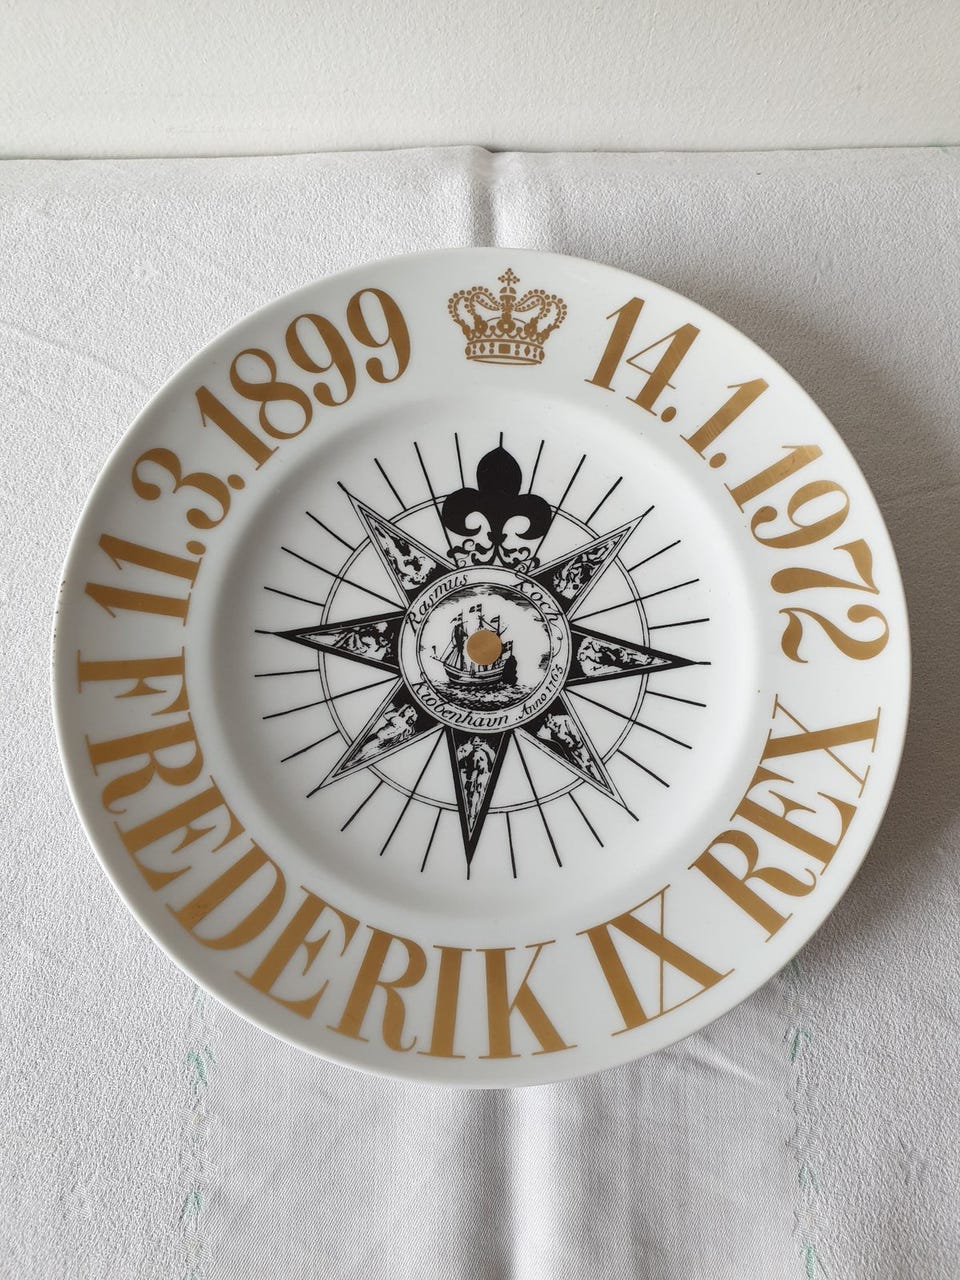 11.3.1899
14.1.1972
FREDERIK IX REX
Rasmus Koch
Kiøbenhavn Anno 1765